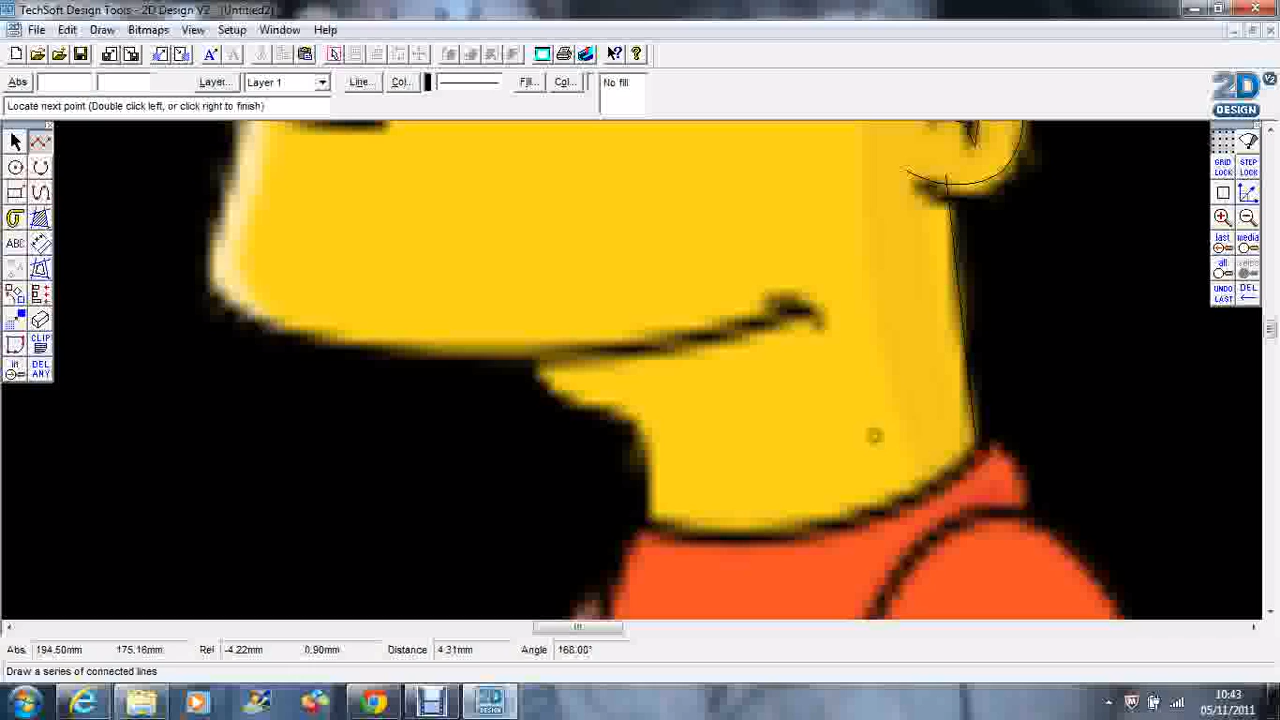 TechSoft Design Tools - 2D Design V2 - (Untitled2)
File Edit Draw Bitmaps View Setup Window Help
Abs Layer... Layer 1 Line... Col... Fill... Col... No fill
2D V2
DESIGN
Locate next point (Double click left, or click right to finish)
GRID LOCK STEP LOCK
ABC
last media
all
UNDO LAST DEL
CLIP
DEL ANY
Abs. 194.50mm 175.16mm Rel -4.22mm 0.90mm Distance 4.31mm Angle 168.00°
Draw a series of connected lines
2D DESIGN
10:43
05/11/2011